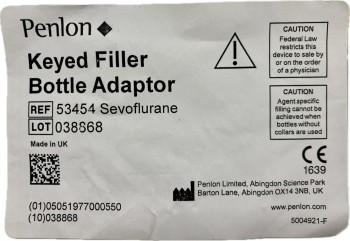 Penlon
Keyed Filler
Bottle Adaptor
REF 53454 Sevoflurane
LOT 038868
Made in UK
(01)05051977000550
(10)038868
CAUTION
Federal Law
restricts this
device to sale
by or on the order
of a physician
CAUTION
Agent specific
filling cannot be
achieved when
bottles without
collars are used
CE
1639
Penlon Limited, Abingdon Science Park
Barton Lane, Abingdon OX14 3NB, UK
5004921-F